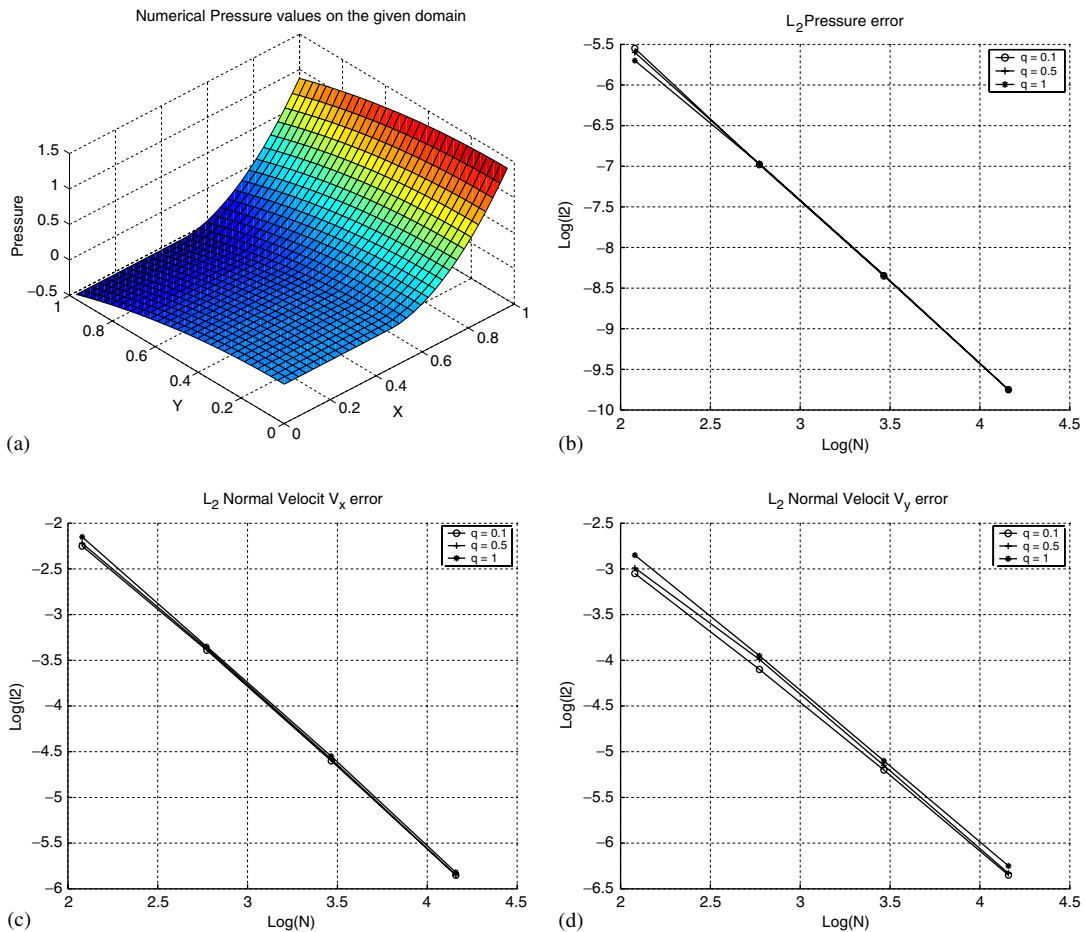 Numerical Pressure values on the given domain
1.5
1
0.5
0
−0.5
Pressure
1
0.8
0.6
0.4
0.2
0
Y
0
0.2
0.4
0.6
0.8
1
X
(a)
L2 Pressure error
q = 0.1
q = 0.5
q = 1
−5.5
−6
−6.5
−7
−7.5
−8
−8.5
−9
−9.5
−10
Log(l2)
2
2.5
3
3.5
4
4.5
Log(N)
(b)
L2 Normal Velocit Vx error
q = 0.1
q = 0.5
q = 1
−2
−2.5
−3
−3.5
−4
−4.5
−5
−5.5
−6
Log(l2)
2
2.5
3
3.5
4
4.5
Log(N)
(c)
L2 Normal Velocit Vy error
q = 0.1
q = 0.5
q = 1
−2.5
−3
−3.5
−4
−4.5
−5
−5.5
−6
−6.5
Log(l2)
2
2.5
3
3.5
4
4.5
Log(N)
(d)